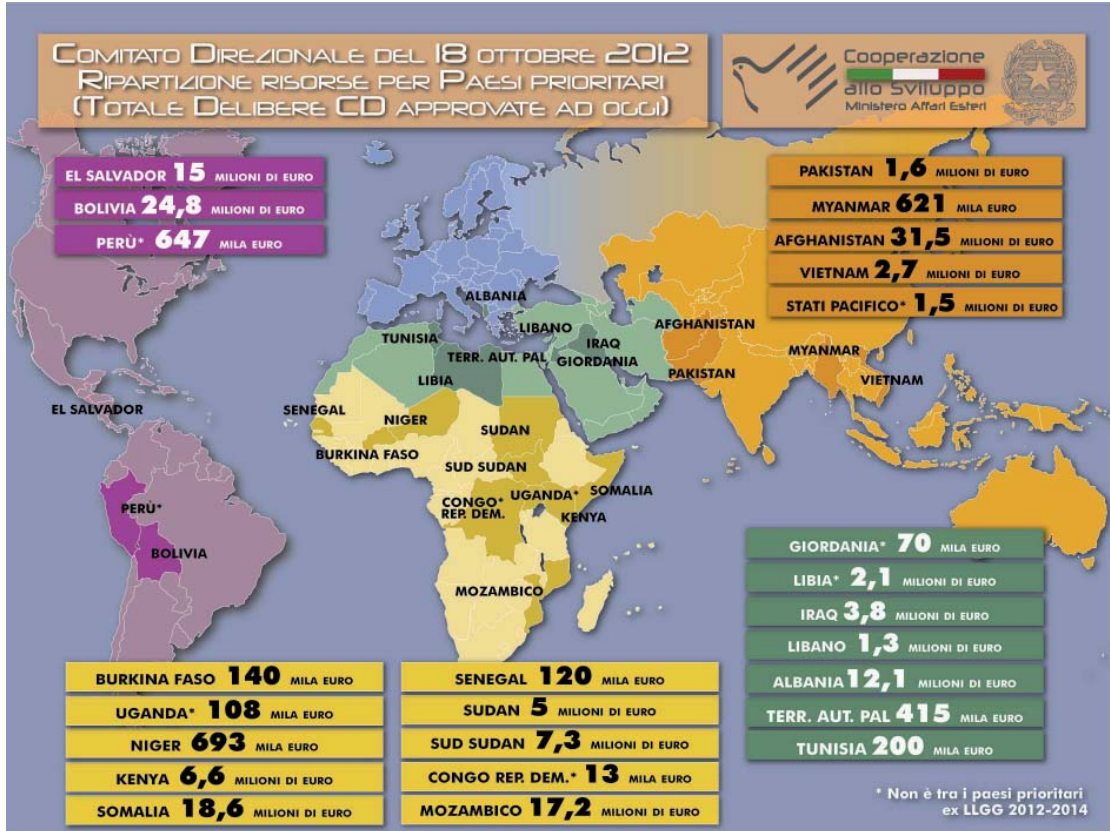 COMITATO DIREZIONALE DEL 18 OTTOBRE 2012
RIPARTIZIONE RISORSE PER PAESI PRIORITARI
(TOTALE DELIBERE CD APPROVATE AD OGGI)
Cooperazione
allo Sviluppo
Ministero Affari Esteri
EL SALVADOR 15 MILIONI DI EURO
BOLIVIA 24,8 MILIONI DI EURO
PERÙ* 647 MILA EURO
PAKISTAN 1,6 MILIONI DI EURO
MYANMAR 621 MILA EURO
AFGHANISTAN 31,5 MILIONI DI EURO
VIETNAM 2,7 MILIONI DI EURO
STATI PACIFICO* 1,5 MILIONI DI EURO
ALBANIA
LIBANO
AFGHANISTAN
TUNISIA
IRAQ
TERR. AUT. PAL
GIORDANIA
MYANMAR
LIBIA
PAKISTAN
VIETNAM
EL SALVADOR
SENEGAL
NIGER
SUDAN
BURKINA FASO
SUD SUDAN
SOMALIA
CONGO*
REP. DEM.
UGANDA*
KENYA
PERÙ*
BOLIVIA
MOZAMBICO
GIORDANIA* 70 MILA EURO
LIBIA* 2,1 MILIONI DI EURO
IRAQ 3,8 MILIONI DI EURO
LIBANO 1,3 MILIONI DI EURO
ALBANIA 12,1 MILIONI DI EURO
TERR. AUT. PAL 415 MILA EURO
TUNISIA 200 MILA EURO
BURKINA FASO 140 MILA EURO
UGANDA* 108 MILA EURO
NIGER 693 MILA EURO
KENYA 6,6 MILIONI DI EURO
SOMALIA 18,6 MILIONI DI EURO
SENEGAL 120 MILA EURO
SUDAN 5 MILIONI DI EURO
SUD SUDAN 7,3 MILIONI DI EURO
CONGO REP. DEM.* 13 MILA EURO
MOZAMBICO 17,2 MILIONI DI EURO
* Non è tra i paesi prioritari
ex LLGG 2012-2014